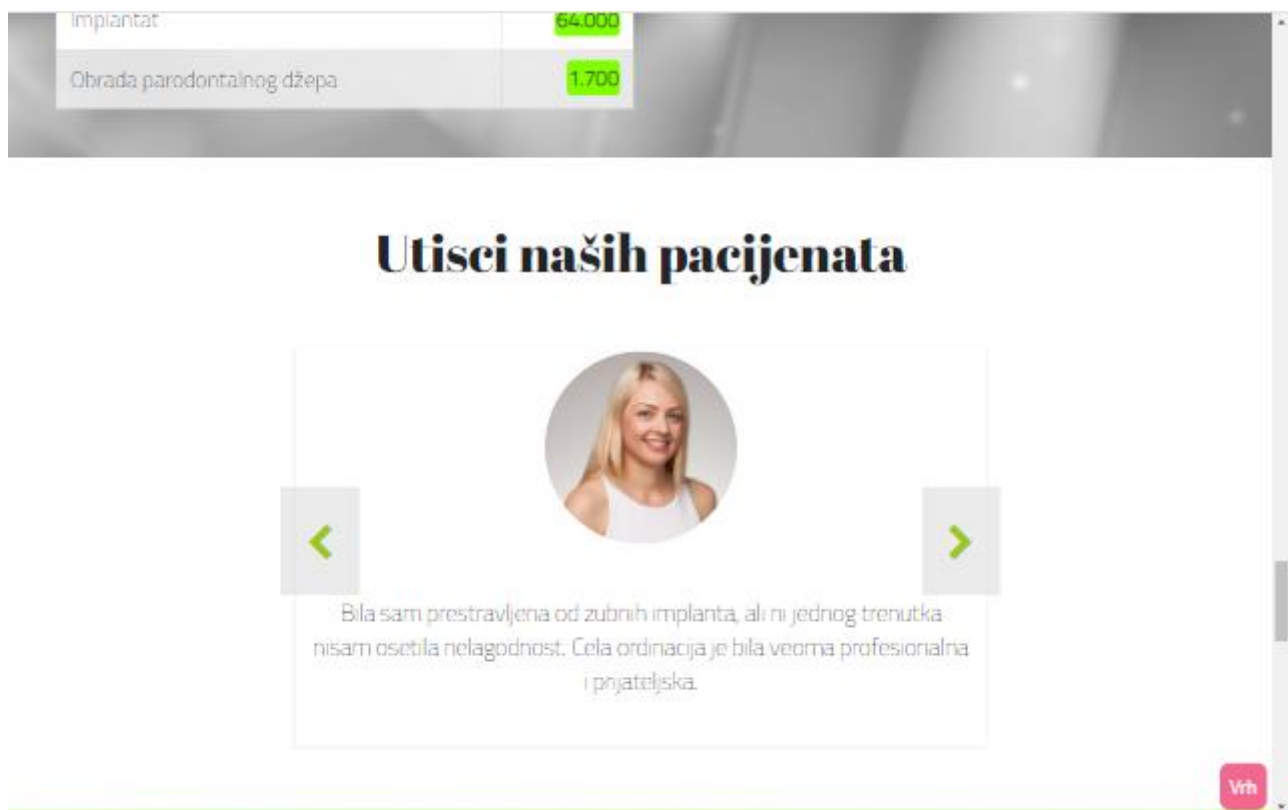 Implantat 64.000
Obrada parodontalnog džepa 1.700
Utisci naših pacijenata
Bila sam prestravljena od zubnih implanta, ali ni jednog trenutka
nisam osetila nelagodnost. Cela ordinacija je bila veoma profesionalna
i prijateljska.
Vrh